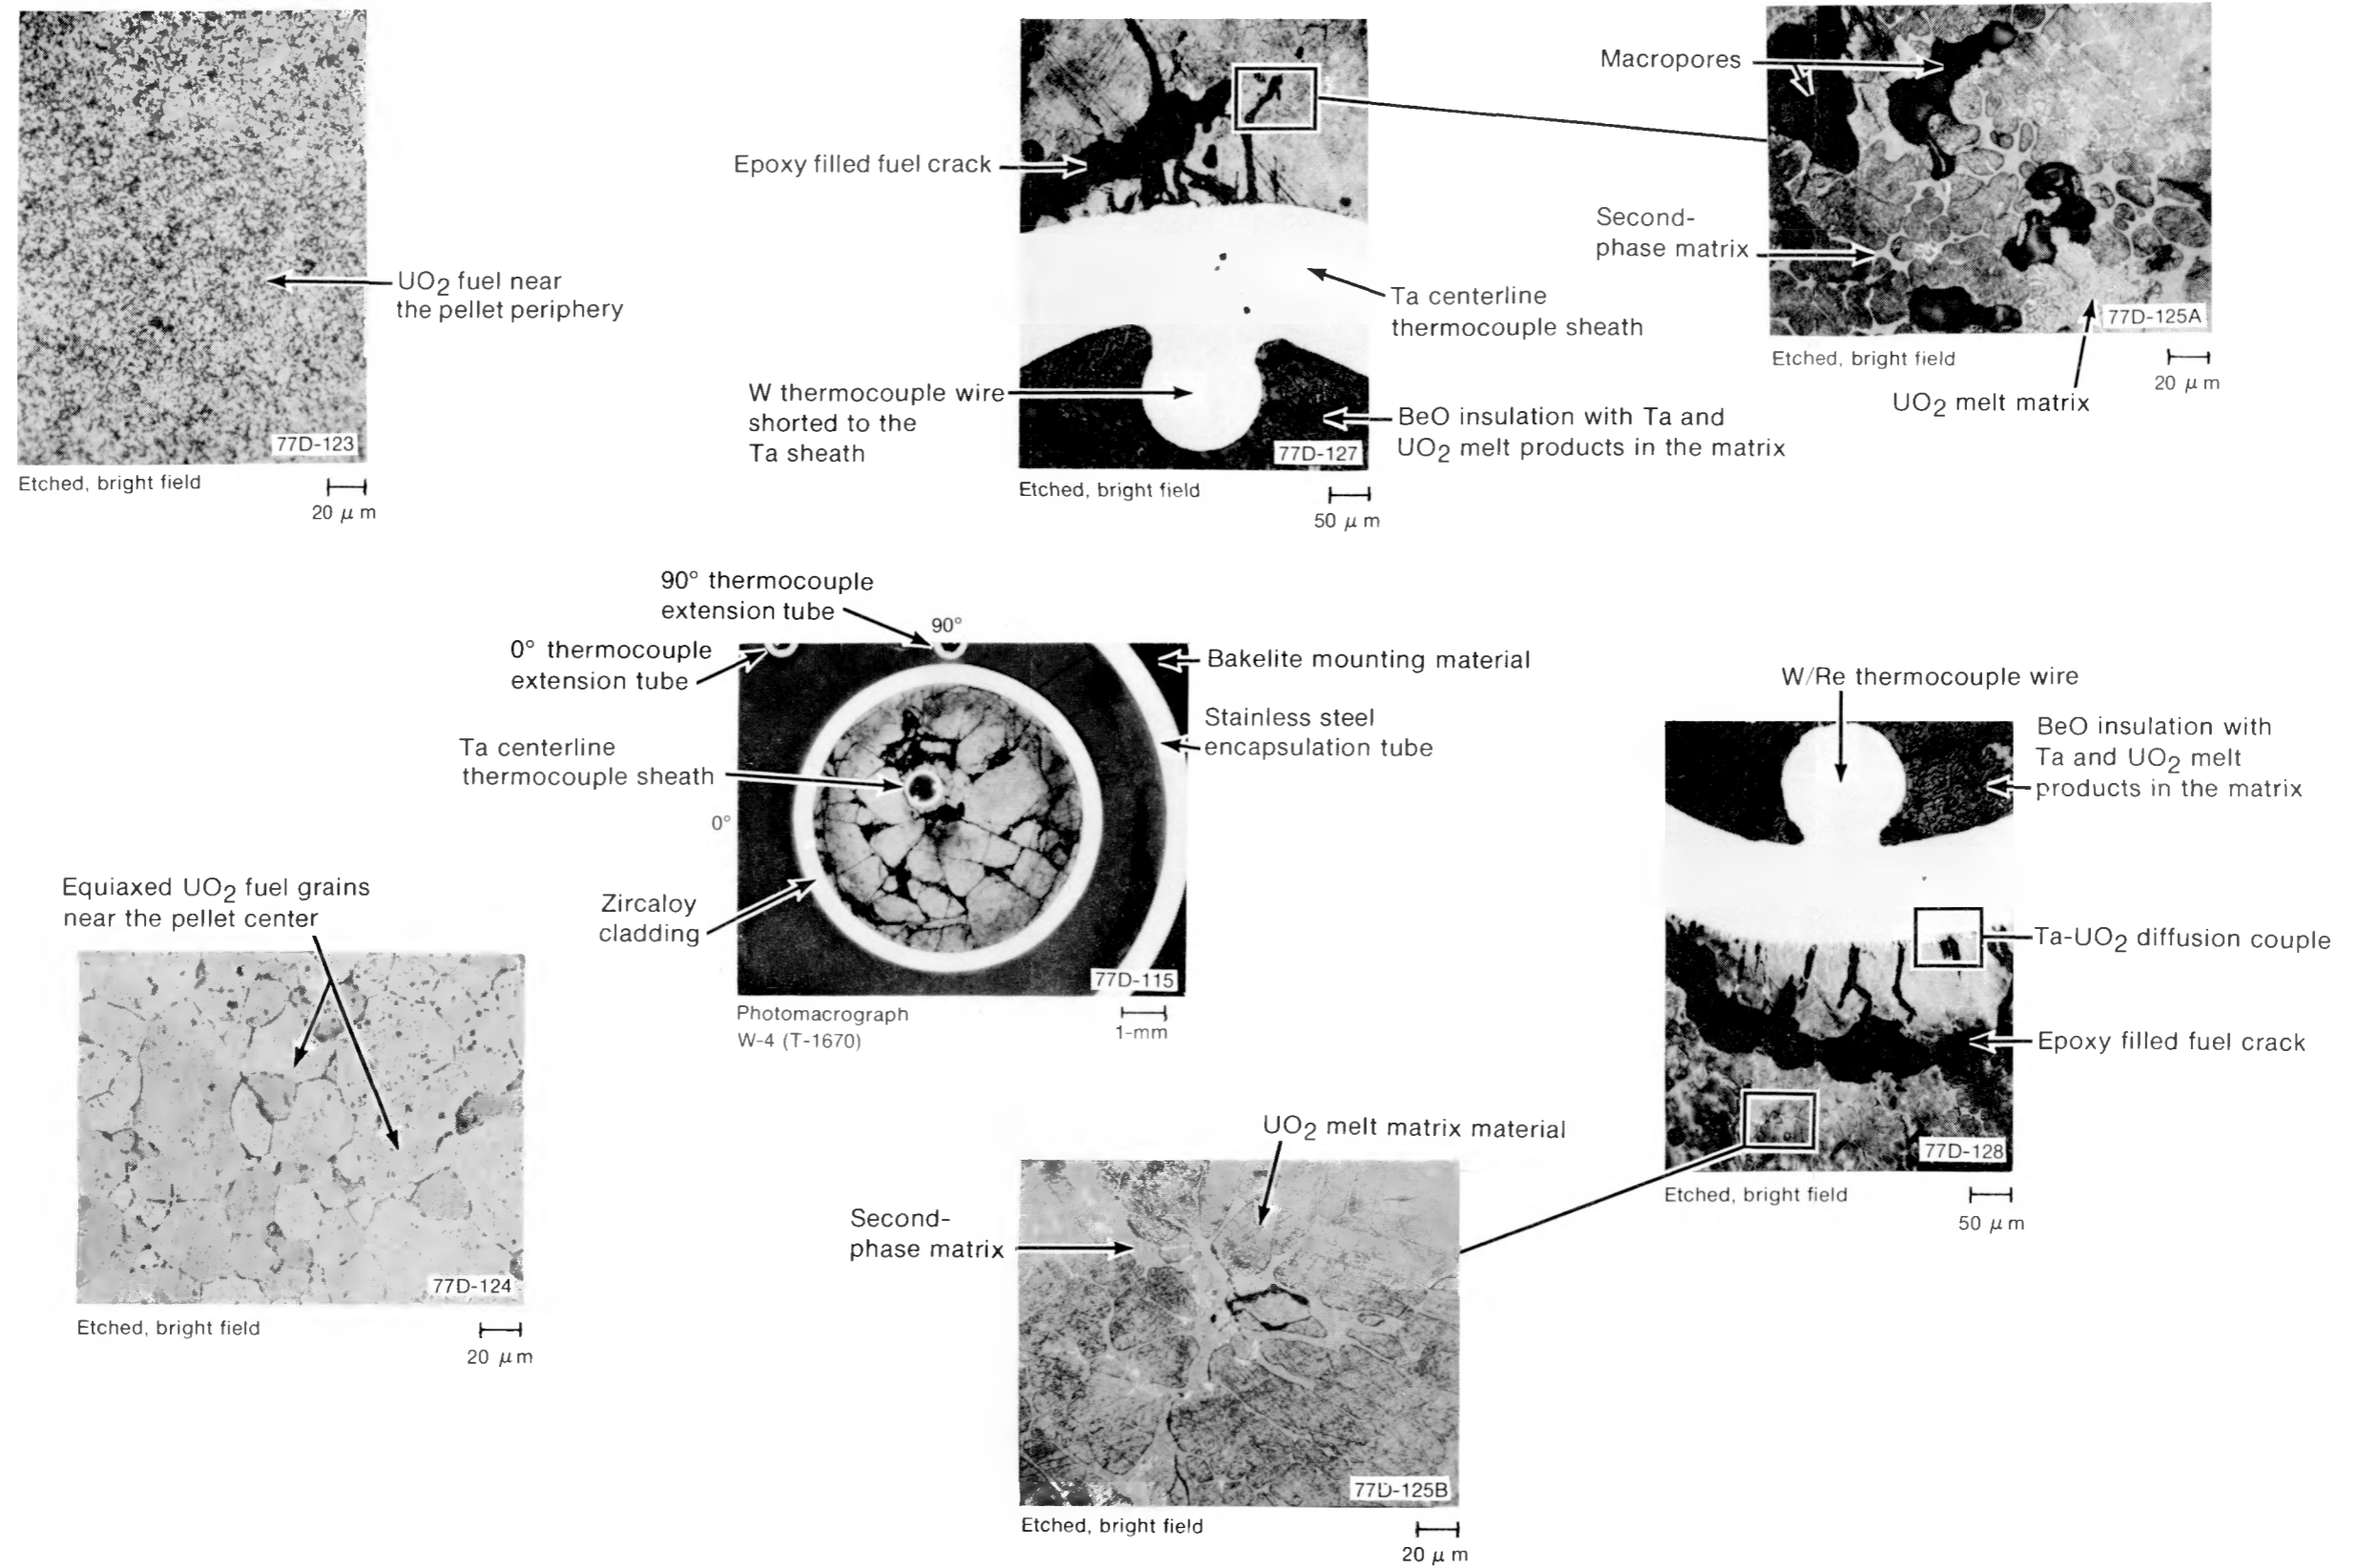 UO2 fuel near
the pellet periphery
77D-123
Etched, bright field
20 μm
Epoxy filled fuel crack
Ta centerline
thermocouple sheath
W thermocouple wire
shorted to the
Ta sheath
BeO insulation with Ta and
UO2 melt products in the matrix
77D-127
Etched, bright field
50 μm
Macropores
Second-
phase matrix
77D-125A
Etched, bright field
20 μm
UO2 melt matrix
90° thermocouple
extension tube
90°
0° thermocouple
extension tube
Bakelite mounting material
Stainless steel
encapsulation tube
Ta centerline
thermocouple sheath
0°
Zircaloy
cladding
77D-115
Photomacrograph
W-4 (T-1670)
1-mm
W/Re thermocouple wire
BeO insulation with
Ta and UO2 melt
products in the matrix
Ta-UO2 diffusion couple
Epoxy filled fuel crack
77D-128
Etched, bright field
50 μm
Equiaxed UO2 fuel grains
near the pellet center
77D-124
Etched, bright field
20 μm
UO2 melt matrix material
Second-
phase matrix
77D-125B
Etched, bright field
20 μm